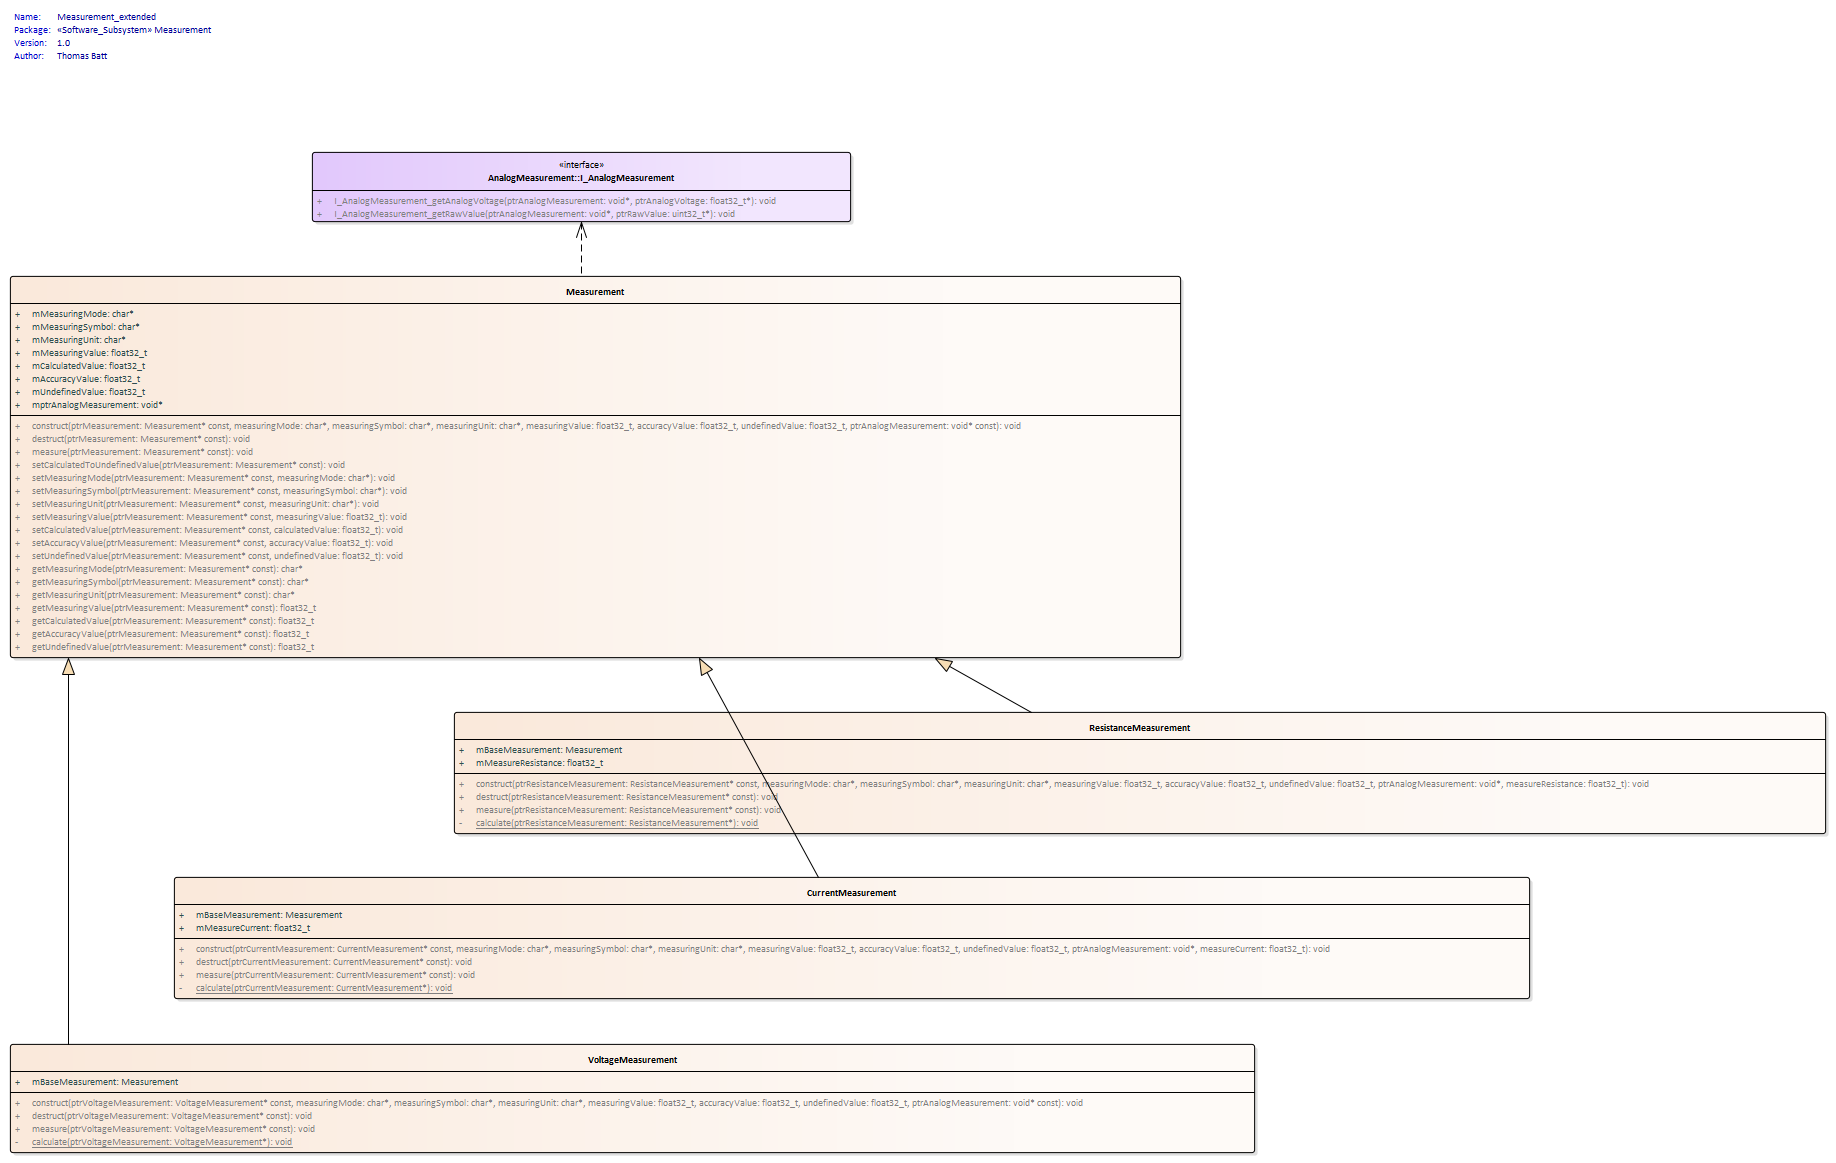 Name: Measurement_extended
Package: «Software_Subsystem» Measurement
Version: 1.0
Author: Thomas Batt
«interface»
AnalogMeasurement::I_AnalogMeasurement
+ I_AnalogMeasurement_getAnalogVoltage(ptrAnalogMeasurement: void*, ptrAnalogVoltage: float32_t*): void
+ I_AnalogMeasurement_getRawValue(ptrAnalogMeasurement: void*, ptrRawValue: uint32_t*): void
Measurement
+ mMeasuringMode: char*
+ mMeasuringSymbol: char*
+ mMeasuringUnit: char*
+ mMeasuringValue: float32_t
+ mCalculatedValue: float32_t
+ mAccuracyValue: float32_t
+ mUndefinedValue: float32_t
+ mptrAnalogMeasurement: void*
+ construct(ptrMeasurement: Measurement* const, measuringMode: char*, measuringSymbol: char*, measuringUnit: char*, measuringValue: float32_t, accuracyValue: float32_t, undefinedValue: float32_t, ptrAnalogMeasurement: void* const): void
+ destruct(ptrMeasurement: Measurement* const): void
+ measure(ptrMeasurement: Measurement* const): void
+ setCalculatedToUndefinedValue(ptrMeasurement: Measurement* const): void
+ setMeasuringMode(ptrMeasurement: Measurement* const, measuringMode: char*): void
+ setMeasuringSymbol(ptrMeasurement: Measurement* const, measuringSymbol: char*): void
+ setMeasuringUnit(ptrMeasurement: Measurement* const, measuringUnit: char*): void
+ setMeasuringValue(ptrMeasurement: Measurement* const, measuringValue: float32_t): void
+ setCalculatedValue(ptrMeasurement: Measurement* const, calculatedValue: float32_t): void
+ setAccuracyValue(ptrMeasurement: Measurement* const, accuracyValue: float32_t): void
+ setUndefinedValue(ptrMeasurement: Measurement* const, undefinedValue: float32_t): void
+ getMeasuringMode(ptrMeasurement: Measurement* const): char*
+ getMeasuringSymbol(ptrMeasurement: Measurement* const): char*
+ getMeasuringUnit(ptrMeasurement: Measurement* const): char*
+ getMeasuringValue(ptrMeasurement: Measurement* const): float32_t
+ getCalculatedValue(ptrMeasurement: Measurement* const): float32_t
+ getAccuracyValue(ptrMeasurement: Measurement* const): float32_t
+ getUndefinedValue(ptrMeasurement: Measurement* const): float32_t
ResistanceMeasurement
+ mBaseMeasurement: Measurement
+ mMeasureResistance: float32_t
+ construct(ptrResistanceMeasurement: ResistanceMeasurement* const, measuringMode: char*, measuringSymbol: char*, measuringUnit: char*, measuringValue: float32_t, accuracyValue: float32_t, undefinedValue: float32_t, ptrAnalogMeasurement: void*, measureResistance: float32_t): void
+ destruct(ptrResistanceMeasurement: ResistanceMeasurement* const): void
+ measure(ptrResistanceMeasurement: ResistanceMeasurement* const): void
- calculate(ptrResistanceMeasurement: ResistanceMeasurement*): void
CurrentMeasurement
+ mBaseMeasurement: Measurement
+ mMeasureCurrent: float32_t
+ construct(ptrCurrentMeasurement: CurrentMeasurement* const, measuringMode: char*, measuringSymbol: char*, measuringUnit: char*, measuringValue: float32_t, accuracyValue: float32_t, undefinedValue: float32_t, ptrAnalogMeasurement: void*, measureCurrent: float32_t): void
+ destruct(ptrCurrentMeasurement: CurrentMeasurement* const): void
+ measure(ptrCurrentMeasurement: CurrentMeasurement* const): void
- calculate(ptrCurrentMeasurement: CurrentMeasurement*): void
VoltageMeasurement
+ mBaseMeasurement: Measurement
+ construct(ptrVoltageMeasurement: VoltageMeasurement* const, measuringMode: char*, measuringSymbol: char*, measuringUnit: char*, measuringValue: float32_t, accuracyValue: float32_t, undefinedValue: float32_t, ptrAnalogMeasurement: void* const): void
+ destruct(ptrVoltageMeasurement: VoltageMeasurement* const): void
+ measure(ptrVoltageMeasurement: VoltageMeasurement* const): void
- calculate(ptrVoltageMeasurement: VoltageMeasurement*): void